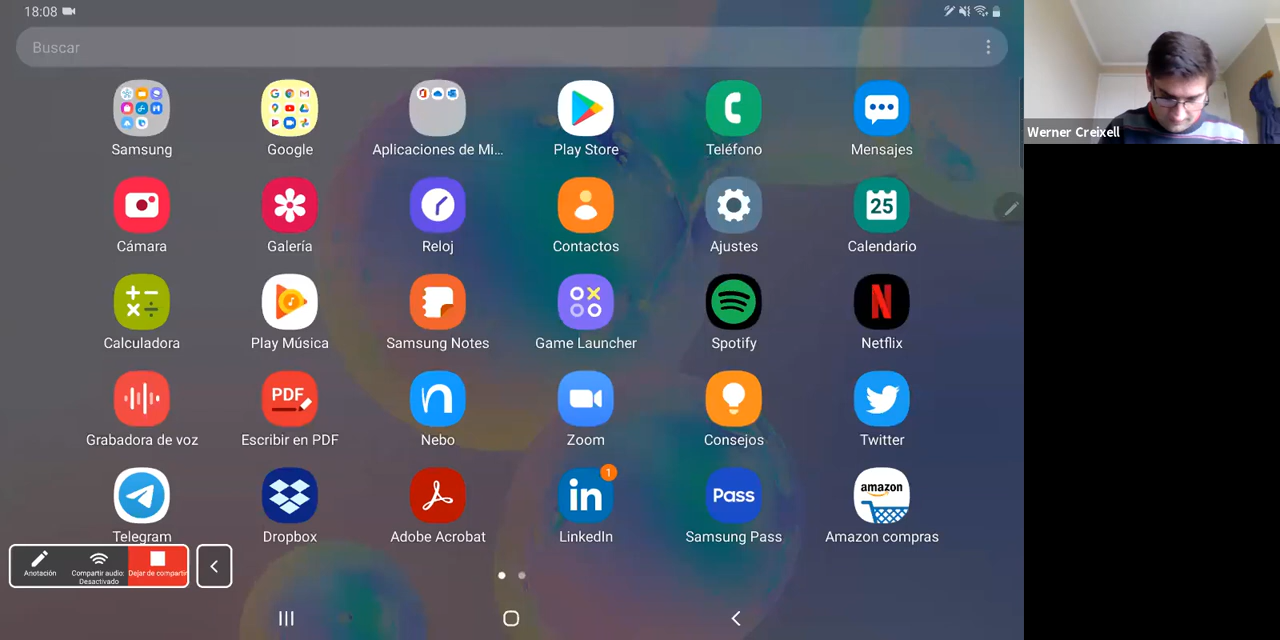 18:08
Buscar
Samsung
Google
Aplicaciones de Mi...
Play Store
Teléfono
Mensajes
Cámara
Galería
Reloj
Contactos
Ajustes
25
Calendario
Calculadora
Play Música
Samsung Notes
Game Launcher
Spotify
N
Netflix
Grabadora de voz
PDF
Escribir en PDF
n
Nebo
Zoom
Consejos
Twitter
Telegram
Dropbox
Adobe Acrobat
in
1
LinkedIn
Pass
Samsung Pass
amazon
Amazon compras
Anotación
Compartir audio:
Desactivado
Dejar de compartir
Werner Creixell